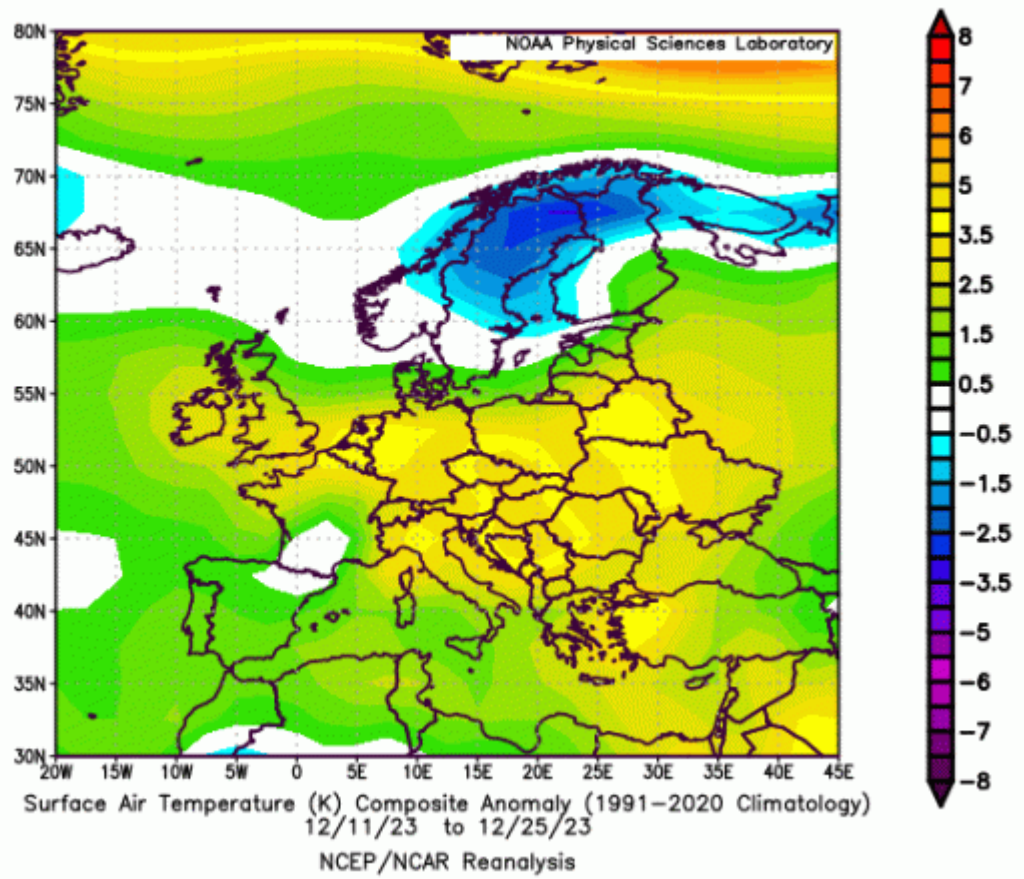 NOAA Physical Sciences Laboratory
80N
75N
70N
65N
60N
55N
50N
45N
40N
35N
30N
20W 15W 10W 5W 0 5E 10E 15E 20E 25E 30E 35E 40E 45E
8
7
6
5
3.5
2.5
1.5
0.5
−0.5
−1.5
−2.5
−3.5
−5
−6
−7
−8
Surface Air Temperature (K) Composite Anomaly (1991−2020 Climatology)
12/11/23 to 12/25/23
NCEP/NCAR Reanalysis